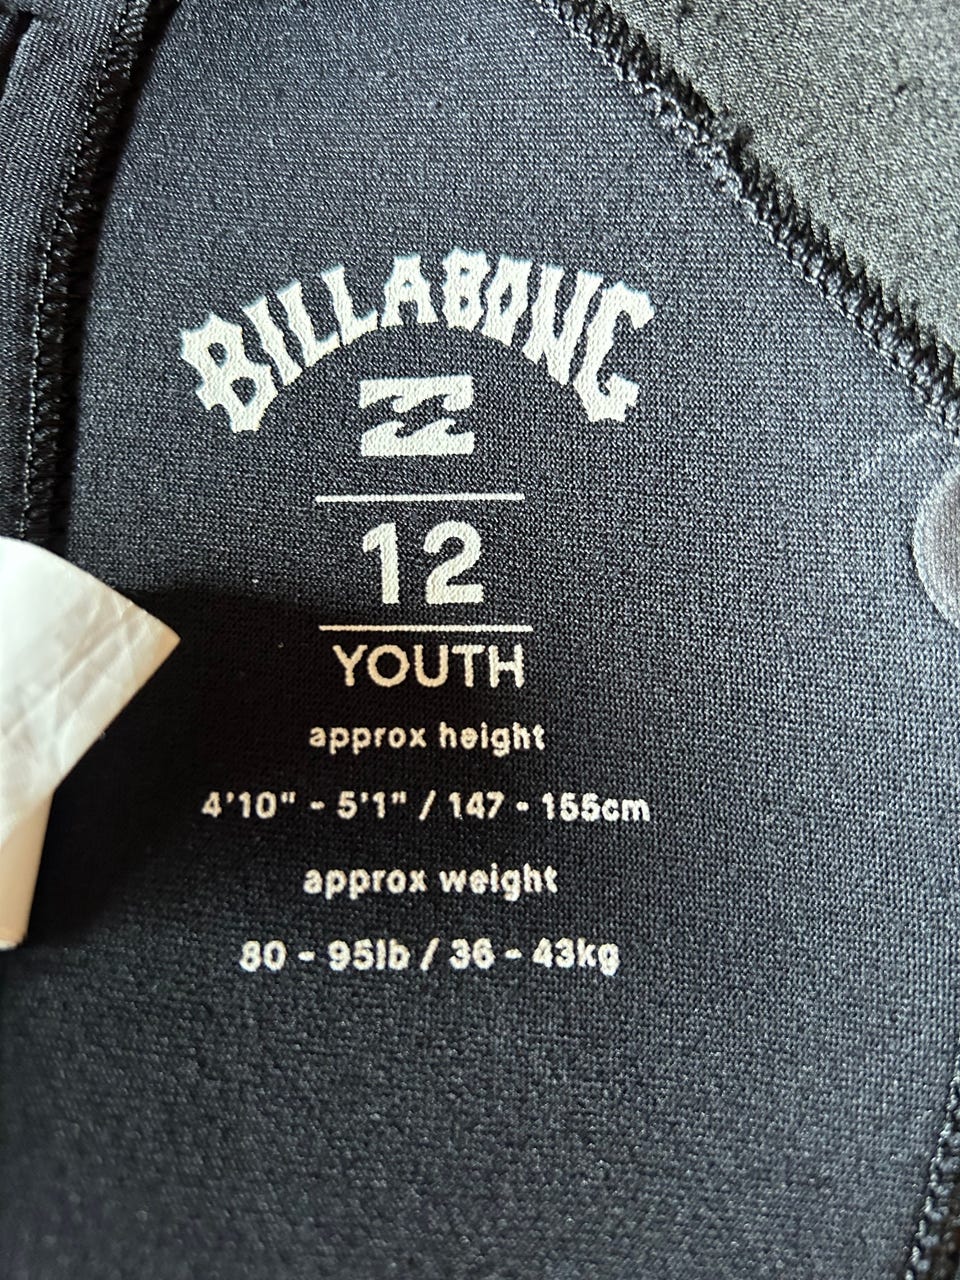 BILLABONG
12
YOUTH
approx height
4'10" - 5'1" / 147 - 155cm
approx weight
80 - 95lb / 36 - 43kg